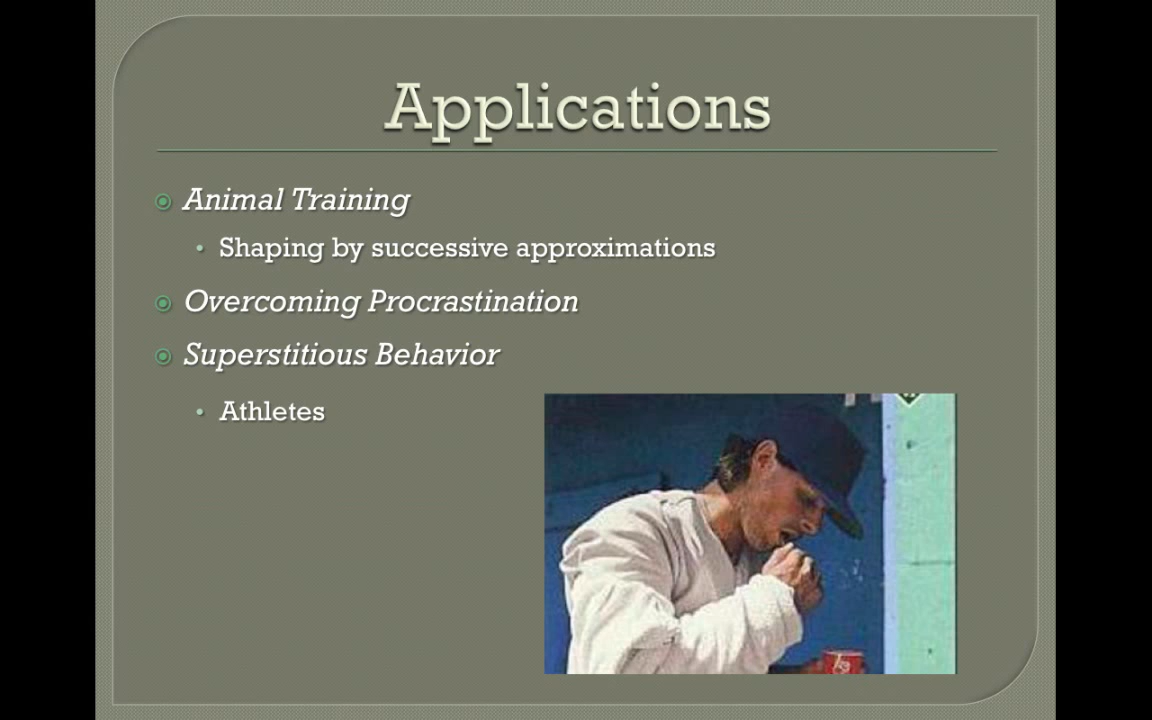 Applications
Animal Training
Shaping by successive approximations
Overcoming Procrastination
Superstitious Behavior
Athletes